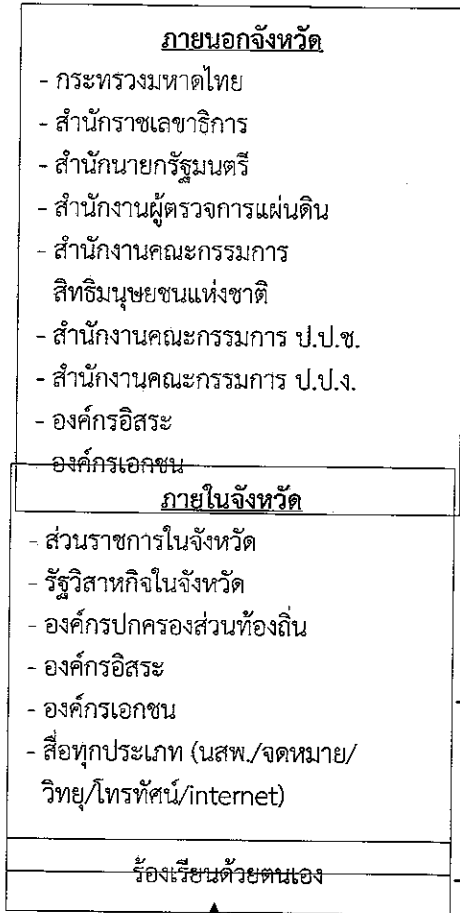 ภายนอกจังหวัด
- กระทรวงมหาดไทย
- สำนักราชเลขาธิการ
- สำนักนายกรัฐมนตรี
- สำนักงานผู้ตรวจการแผ่นดิน
- สำนักงานคณะกรรมการ
สิทธิมนุษยชนแห่งชาติ
- สำนักงานคณะกรรมการ ป.ป.ช.
- สำนักงานคณะกรรมการ ป.ป.ง.
- องค์กรอิสระ
- องค์กรเอกชน
ภายในจังหวัด
- ส่วนราชการในจังหวัด
- รัฐวิสาหกิจในจังหวัด
- องค์กรปกครองส่วนท้องถิ่น
- องค์กรอิสระ
- องค์กรเอกชน
- สื่อทุกประเภท (นสพ./จดหมาย/
วิทยุ/โทรทัศน์/internet)
ร้องเรียนด้วยตนเอง